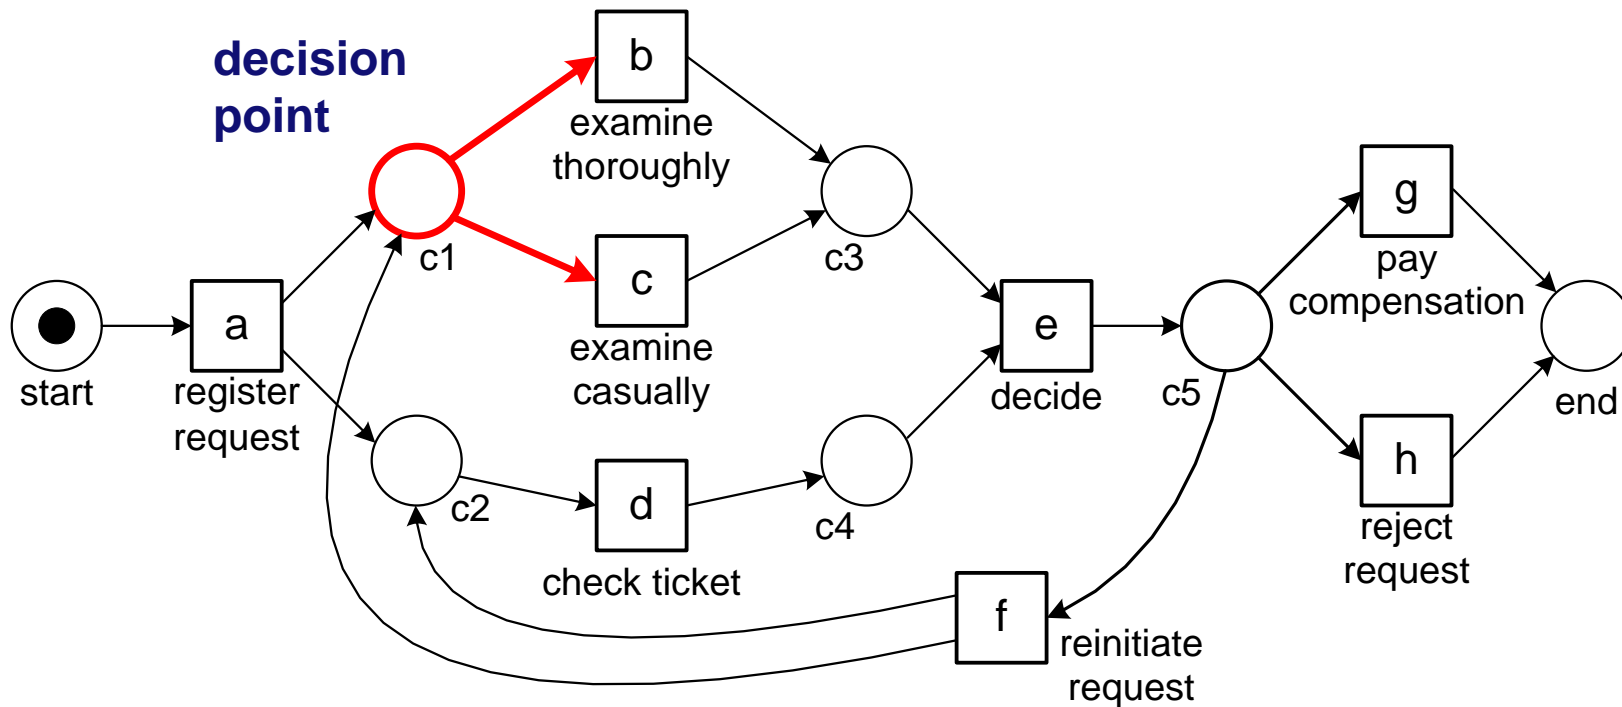 decision
point
b
examine
thoroughly
c1
c3
g
pay
compensation
a
register
request
start
c
examine
casually
e
decide
c5
end
c2
d
check ticket
c4
h
reject
request
f
reinitiate
request